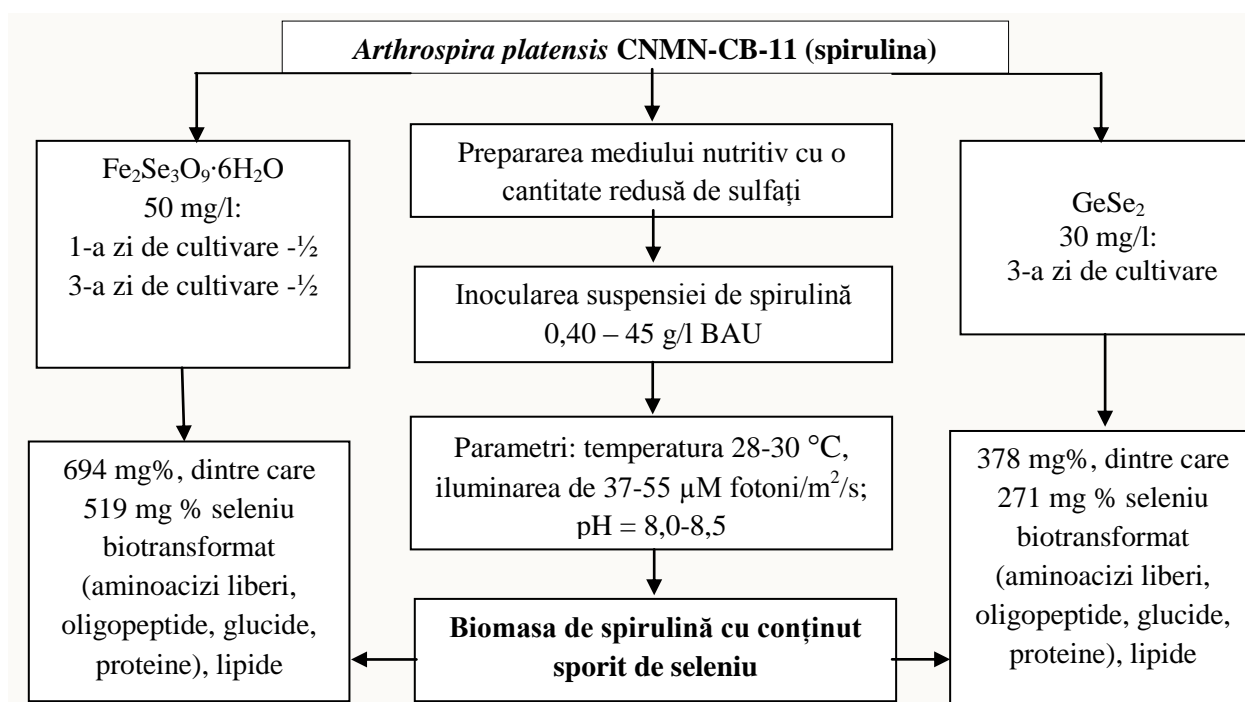 Arthrospira platensis CNMN-CB-11 (spirulina)
Fe₂Se₃O₉·6H₂O
50 mg/l:
1-a zi de cultivare -½
3-a zi de cultivare -½
Prepararea mediului nutritiv cu o
cantitate redusă de sulfați
GeSe₂
30 mg/l:
3-a zi de cultivare
Inocularea suspensiei de spirulină
0,40 – 45 g/l BAU
Parametri: temperatura 28-30 °C,
iluminarea de 37-55 µM fotoni/m²/s;
pH = 8,0-8,5
694 mg%, dintre care
519 mg % seleniu
biotransformat
(aminoacizi liberi,
oligopeptide, glucide,
proteine), lipide
Biomasa de spirulină cu conținut
sporit de seleniu
378 mg%, dintre care
271 mg % seleniu
biotransformat
(aminoacizi liberi,
oligopeptide, glucide,
proteine), lipide